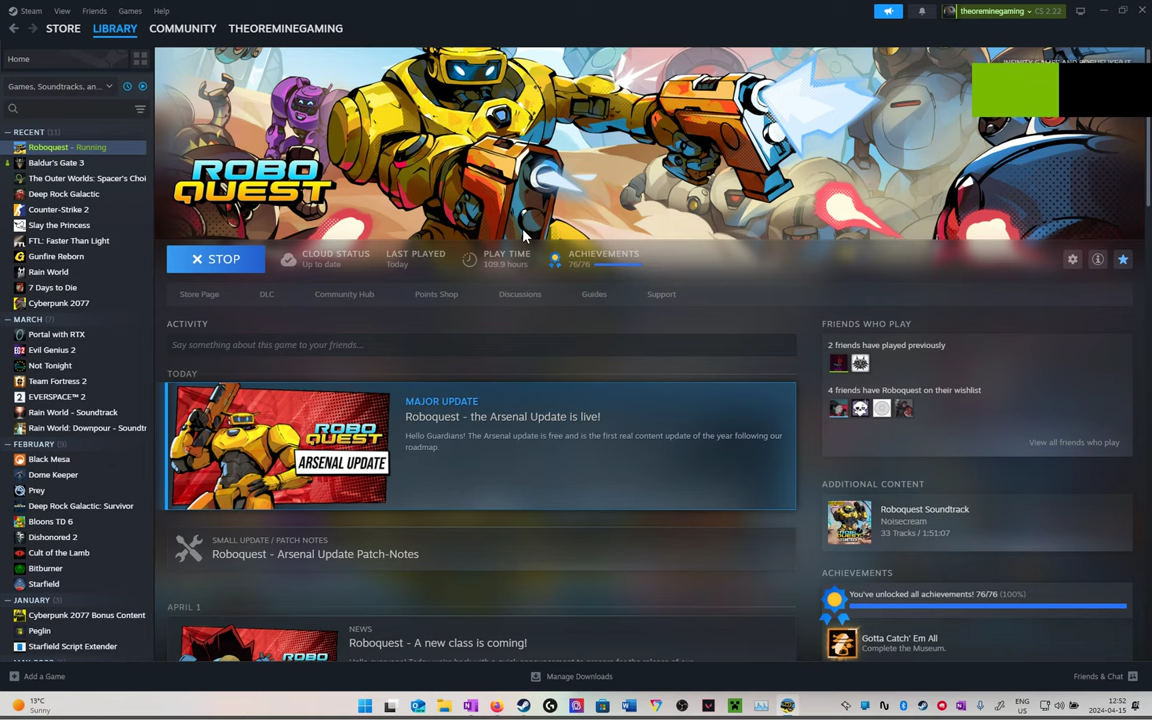 Steam View Friends Games Help
theoreminegaming CS 2:22
STORE LIBRARY COMMUNITY THEOREMINEGAMING
Home
Games, Soundtracks, an...
RECENT (11)
Roboquest - Running
Baldur's Gate 3
The Outer Worlds: Spacer's Choi
Deep Rock Galactic
Counter-Strike 2
Slay the Princess
FTL: Faster Than Light
Gunfire Reborn
Rain World
7 Days to Die
Cyberpunk 2077
MARCH (7)
Portal with RTX
Evil Genius 2
Not Tonight
Team Fortress 2
EVERSPACE™ 2
Rain World - Soundtrack
Rain World: Downpour - Soundtr
FEBRUARY (9)
Black Mesa
Dome Keeper
Prey
Deep Rock Galactic: Survivor
Bloons TD 6
Dishonored 2
Cult of the Lamb
Bitburner
Starfield
JANUARY (3)
Cyberpunk 2077 Bonus Content
Peglin
Starfield Script Extender
ROBO
QUEST
STOP
CLOUD STATUS
Up to date
LAST PLAYED
Today
PLAY TIME
109.9 hours
ACHIEVEMENTS
76/76
Store Page DLC Community Hub Points Shop Discussions Guides Support
ACTIVITY
Say something about this game to your friends...
TODAY
ROBO
QUEST
ARSENAL UPDATE
MAJOR UPDATE
Roboquest - the Arsenal Update is live!
Hello Guardians! The Arsenal update is free and is the first real content update of the year following our
roadmap.
SMALL UPDATE / PATCH NOTES
Roboquest - Arsenal Update Patch-Notes
APRIL 1
NEWS
Roboquest - A new class is coming!
FRIENDS WHO PLAY
2 friends have played previously
4 friends have Roboquest on their wishlist
View all friends who play
ADDITIONAL CONTENT
Roboquest Soundtrack
Noisecream
33 Tracks / 1:51:07
ACHIEVEMENTS
You've unlocked all achievements! 76/76 (100%)
Gotta Catch' Em All
Complete the Museum.
Add a Game
Manage Downloads
Friends & Chat
13°C
Sunny
ENG
US
12:52
2024-04-15